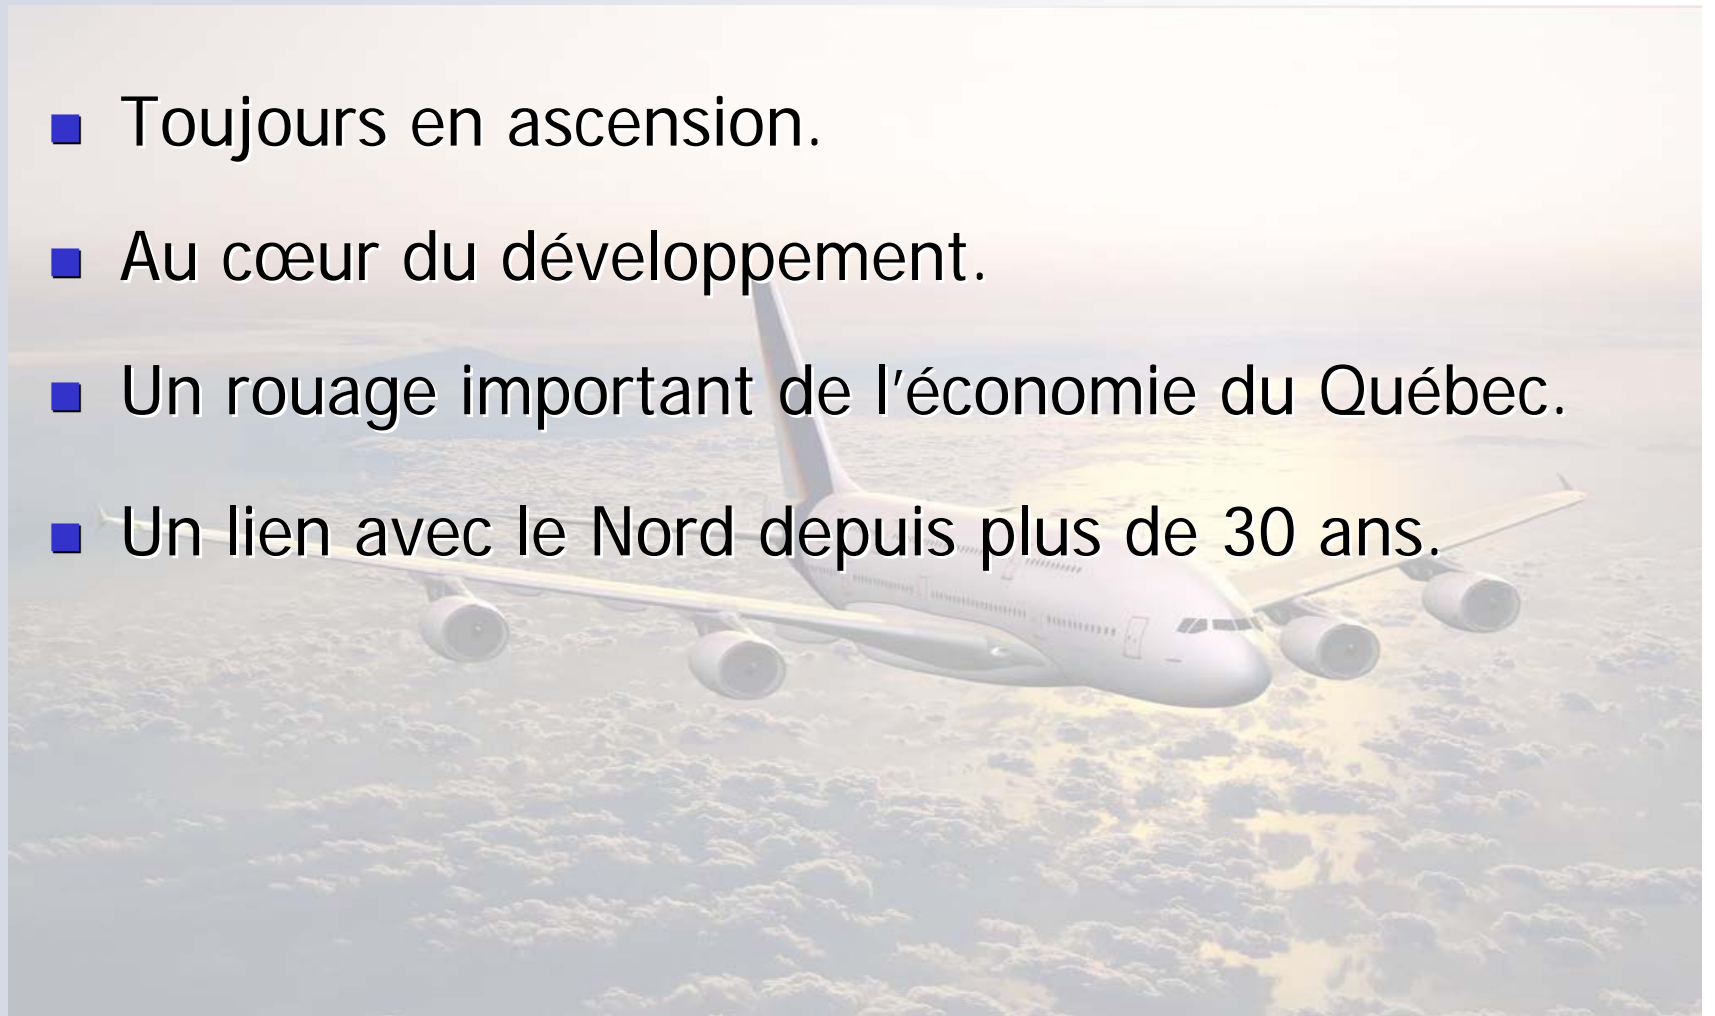 Toujours en ascension.
Au cœur du développement.
Un rouage important de l'économie du Québec.
Un lien avec le Nord depuis plus de 30 ans.